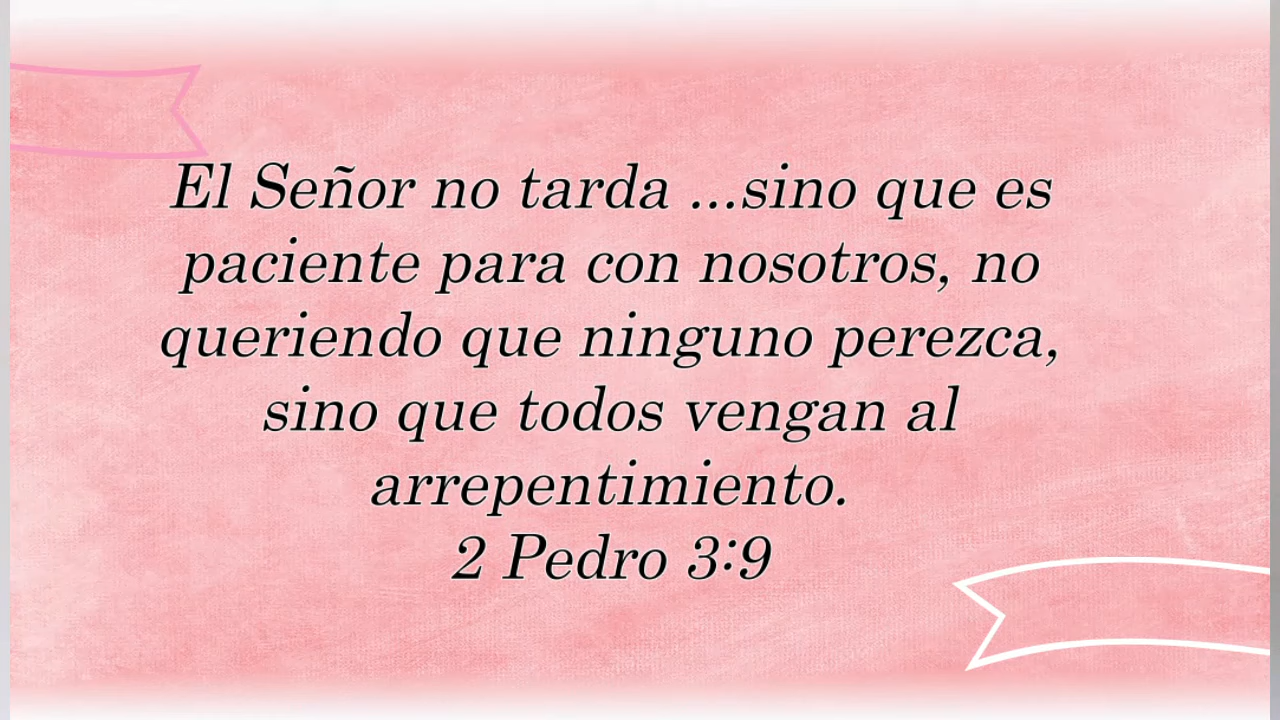 El Señor no tarda ...sino que es
paciente para con nosotros, no
queriendo que ninguno perezca,
sino que todos vengan al
arrepentimiento.
2 Pedro 3:9